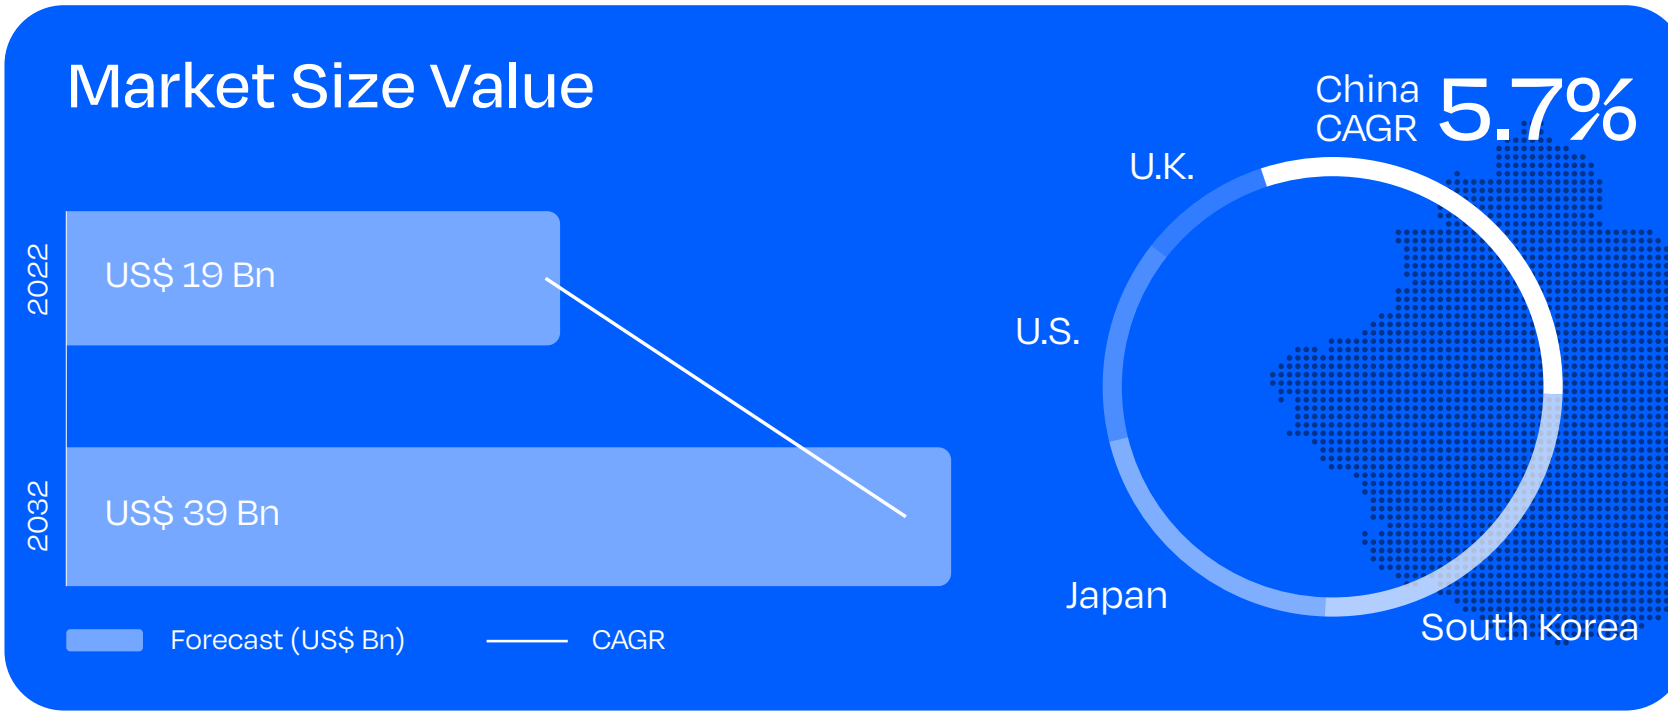 Market Size Value
2022
US$ 19 Bn
2032
US$ 39 Bn
Forecast (US$ Bn)
CAGR
China
CAGR
5.7%
U.K.
U.S.
Japan
South Korea